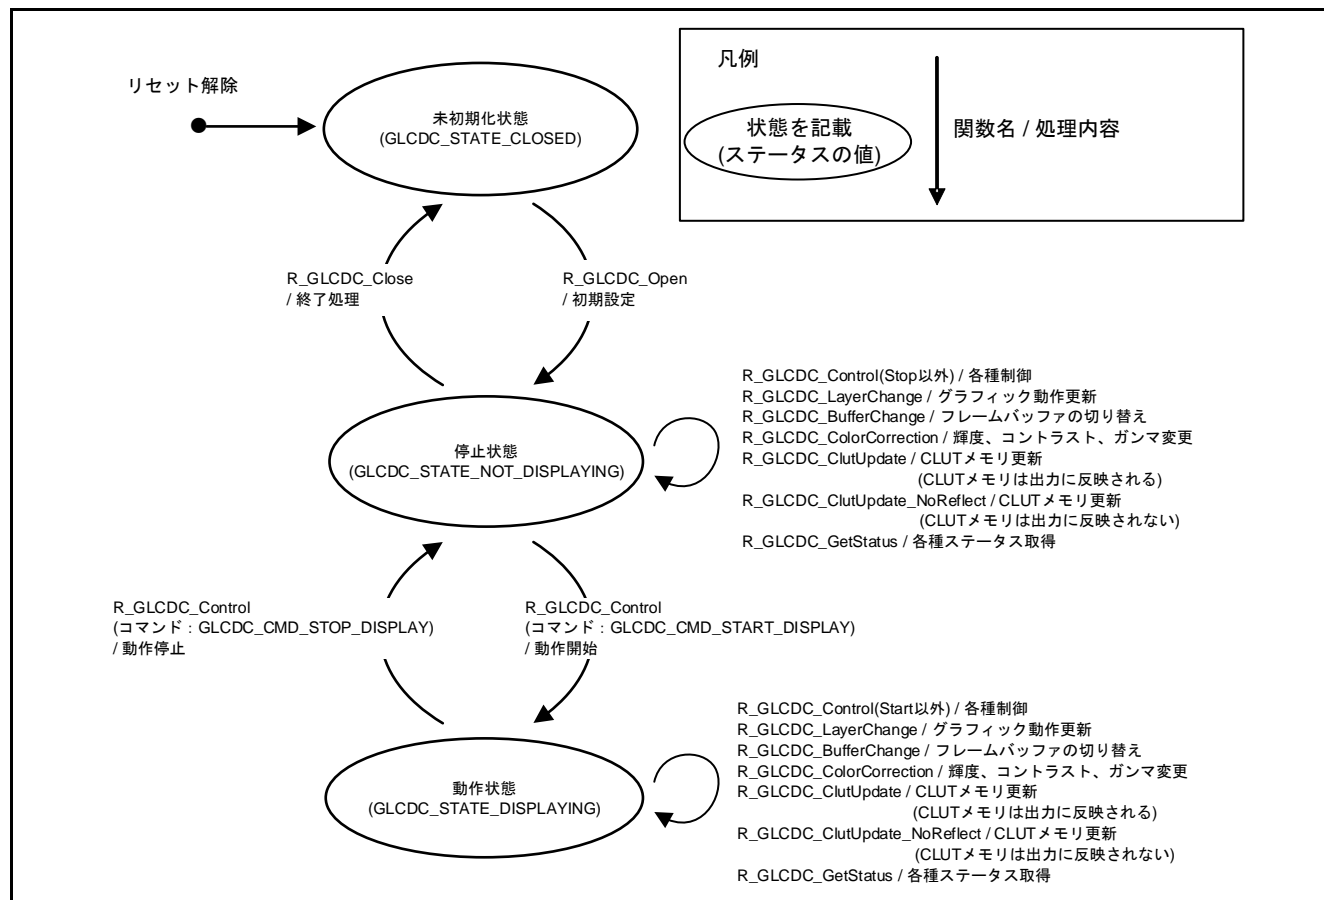 リセット解除
未初期化状態
(GLCDC_STATE_CLOSED)
凡例
状態を記載
(ステータスの値)
関数名 / 処理内容
R_GLCDC_Close
/ 終了処理
R_GLCDC_Open
/ 初期設定
停止状態
(GLCDC_STATE_NOT_DISPLAYING)
R_GLCDC_Control(Stop以外) / 各種制御
R_GLCDC_LayerChange / グラフィック動作更新
R_GLCDC_BufferChange / フレームバッファの切り替え
R_GLCDC_ColorCorrection / 輝度、コントラスト、ガンマ変更
R_GLCDC_ClutUpdate / CLUTメモリ更新
(CLUTメモリは出力に反映される)
R_GLCDC_ClutUpdate_NoReflect / CLUTメモリ更新
(CLUTメモリは出力に反映されない)
R_GLCDC_GetStatus / 各種ステータス取得
R_GLCDC_Control
(コマンド：GLCDC_CMD_STOP_DISPLAY)
/ 動作停止
R_GLCDC_Control
(コマンド：GLCDC_CMD_START_DISPLAY)
/ 動作開始
動作状態
(GLCDC_STATE_DISPLAYING)
R_GLCDC_Control(Start以外) / 各種制御
R_GLCDC_LayerChange / グラフィック動作更新
R_GLCDC_BufferChange / フレームバッファの切り替え
R_GLCDC_ColorCorrection / 輝度、コントラスト、ガンマ変更
R_GLCDC_ClutUpdate / CLUTメモリ更新
(CLUTメモリは出力に反映される)
R_GLCDC_ClutUpdate_NoReflect / CLUTメモリ更新
(CLUTメモリは出力に反映されない)
R_GLCDC_GetStatus / 各種ステータス取得